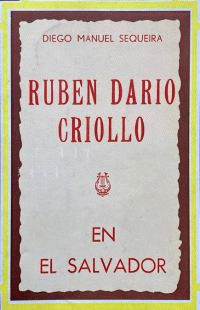 DIEGO MANUEL SEQUEIRA
RUBEN DARIO
CRIOLLO
EN
EL SALVADOR